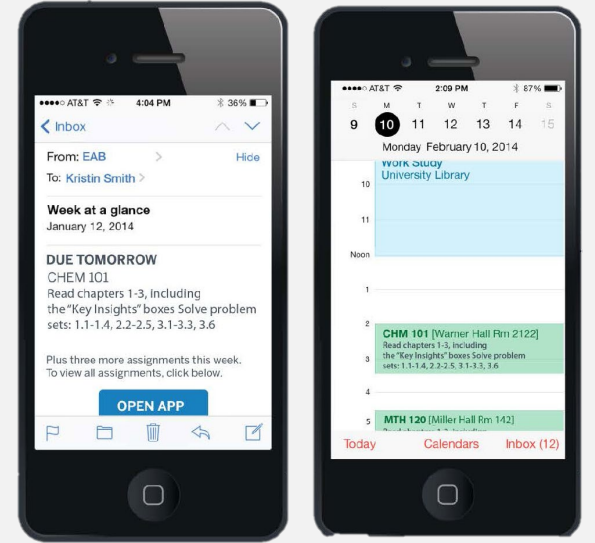 AT&T 4:04 PM 36%
Inbox
From: EAB Hide
To: Kristin Smith
Week at a glance
January 12, 2014
DUE TOMORROW
CHEM 101
Read chapters 1-3, including
the "Key Insights" boxes Solve problem
sets: 1.1-1.4, 2.2-2.5, 3.1-3.3, 3.6
Plus three more assignments this week.
To view all assignments, click below.
OPEN APP
AT&T 2:09 PM 87%
S M T W T F S
9 10 11 12 13 14 15
Monday February 10, 2014
Work Study
University Library
10
11
Noon
1
2
CHM 101 [Warner Hall Rm 2122]
Read chapters 1-3, including
the "Key Insights" boxes Solve problem
sets: 1.1-1.4, 2.2-2.5, 3.1-3.3, 3.6
3
4
5
MTH 120 [Miller Hall Rm 142]
Today Calendars Inbox (12)